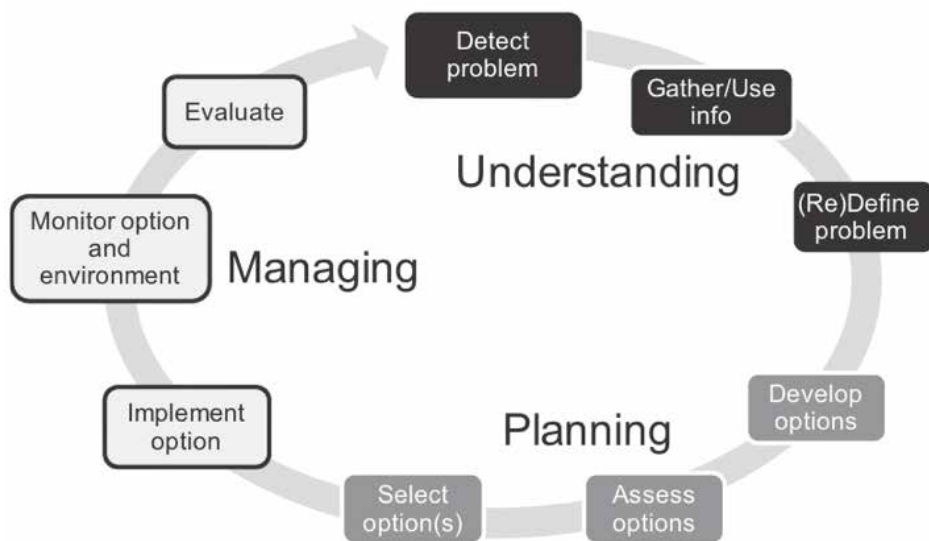 Detect
problem
Gather/Use
info
(Re)Define
problem
Understanding
Develop
options
Assess
options
Select
option(s)
Planning
Implement
option
Monitor option
and
environment
Evaluate
Managing